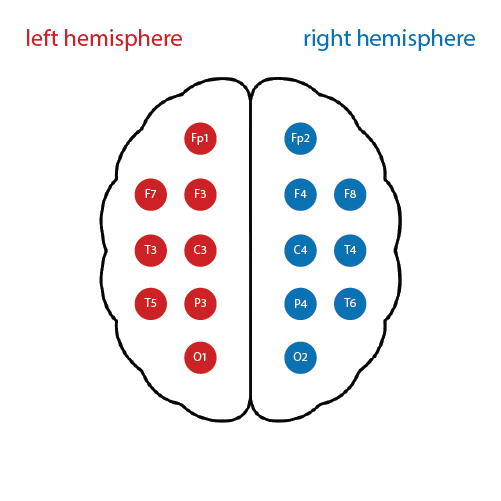 left hemisphere right hemisphere
Fp1 Fp2
F7 F3 F4 F8
T3 C3 C4 T4
T5 P3 P4 T6
O1 O2